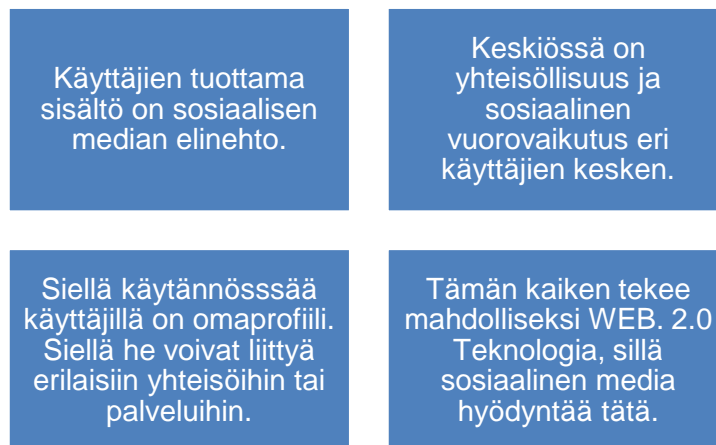 Käyttäjien tuottama
sisältö on sosiaalisen
median elinehto.
Keskiössä on
yhteisöllisuus ja
sosiaalinen
vuorovaikutus eri
käyttäjien kesken.
Siellä käytännösssää
käyttäjillä on omaprofiili.
Siellä he voivat liittyä
erilaisiin yhteisöihin tai
palveluihin.
Tämän kaiken tekee
mahdolliseksi WEB. 2.0
Teknologia, sillä
sosiaalinen media
hyödyntää tätä.